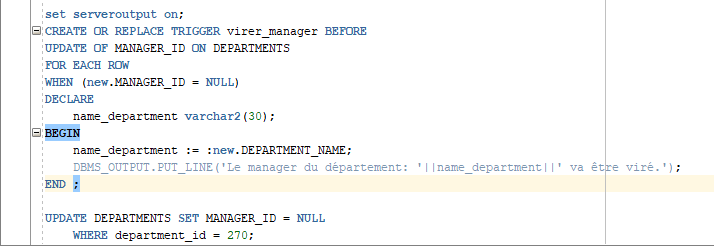 set serveroutput on;
CREATE OR REPLACE TRIGGER virer_manager BEFORE
UPDATE OF MANAGER_ID ON DEPARTMENTS
FOR EACH ROW
WHEN (new.MANAGER_ID = NULL)
DECLARE
    name_department varchar2(30);
BEGIN
    name_department := :new.DEPARTMENT_NAME;
    DBMS_OUTPUT.PUT_LINE('Le manager du département: '||name_department||' va être viré.');
END ;
UPDATE DEPARTMENTS SET MANAGER_ID = NULL
    WHERE department_id = 270;